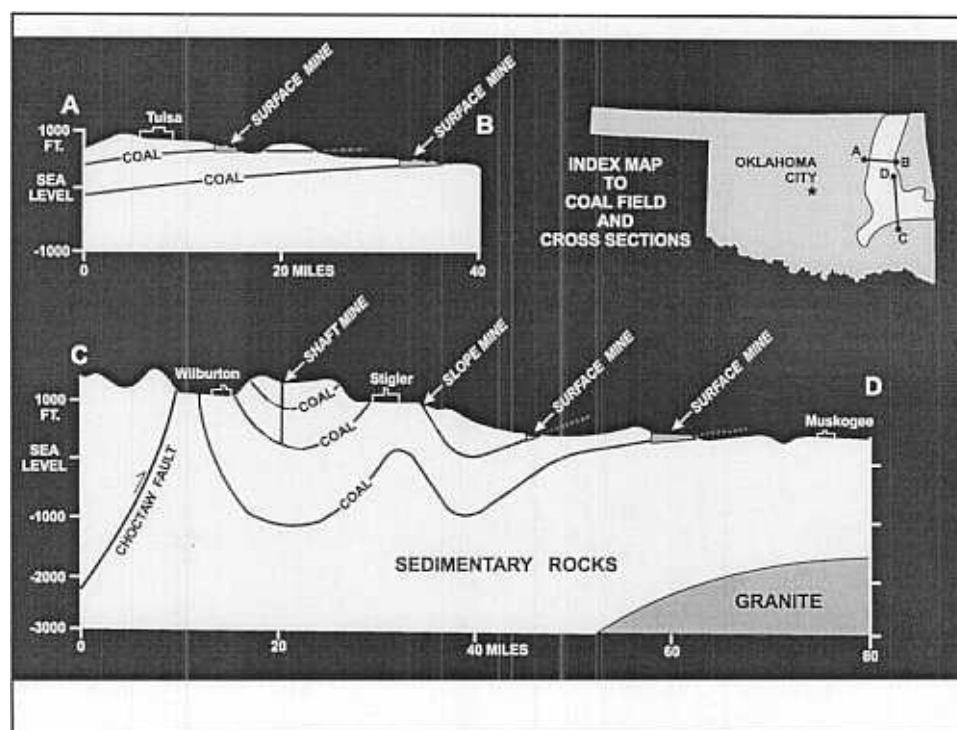 A
Tulsa
SURFACE MINE
SURFACE MINE
B
1000
FT.
COAL
COAL
SEA
LEVEL
-1000
0
20 MILES
40
INDEX MAP
TO
COAL FIELD
AND
CROSS SECTIONS
OKLAHOMA
CITY
A
B
D
C
C
Wilburton
SHAFT MINE
Stigler
SLOPE MINE
SURFACE MINE
SURFACE MINE
D
Muskogee
1000
FT.
COAL
COAL
SEA
LEVEL
COAL
CHOCTAW FAULT
-1000
-2000
-3000
SEDIMENTARY ROCKS
GRANITE
0
20
40 MILES
60
80